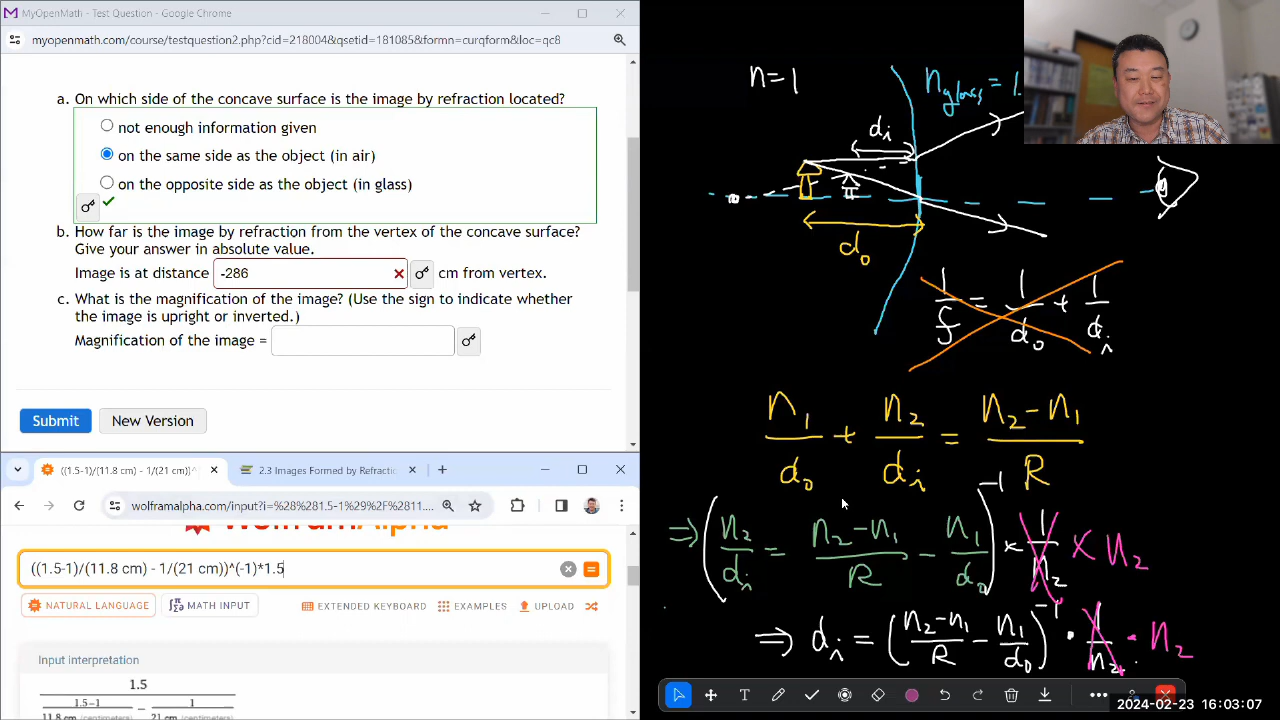 MyOpenMath - Test Question - Google Chrome
myopenmath.com/course/testquestion2.php?cid=218004&qsetid=181085&formn=curqform&loc=qc8
a. On which side of the concave surface is the image by refraction located?
not enough information given
on the same side as the object (in air)
on the opposite side as the object (in glass)
b. How far is the image by refraction from the vertex of the concave surface?
Give your answer in absolute value.
Image is at distance -286 cm from vertex.
c. What is the magnification of the image? (Use the sign to indicate whether
the image is upright or inverted.)
Magnification of the image =
Submit New Version
((1.5-1)/(11.8 cm) - 1/(21 cm))^ 2.3 Images Formed by Refractio
wolframalpha.com/input?i=%28%281.5-1%29%2F%2811....
WolframAlpha
((1.5-1)/(11.8 cm) - 1/(21 cm))^(-1)*1.5
NATURAL LANGUAGE MATH INPUT EXTENDED KEYBOARD EXAMPLES UPLOAD
Input interpretation
1.5
1.5-1 1
11.8 cm (centimeters) - 21 cm (centimeters)
n=1
n glass = 1.
di
do
1/f = 1/do + 1/di
n1/do + n2/di = (n2-n1)/R
⇒ (n2/di = (n2-n1)/R - n1/do)^-1 × 1/n2 × n2
⇒ di = ((n2-n1)/R - n1/do)^-1 · 1/n2 · n2
2024-02-23 16:03:07